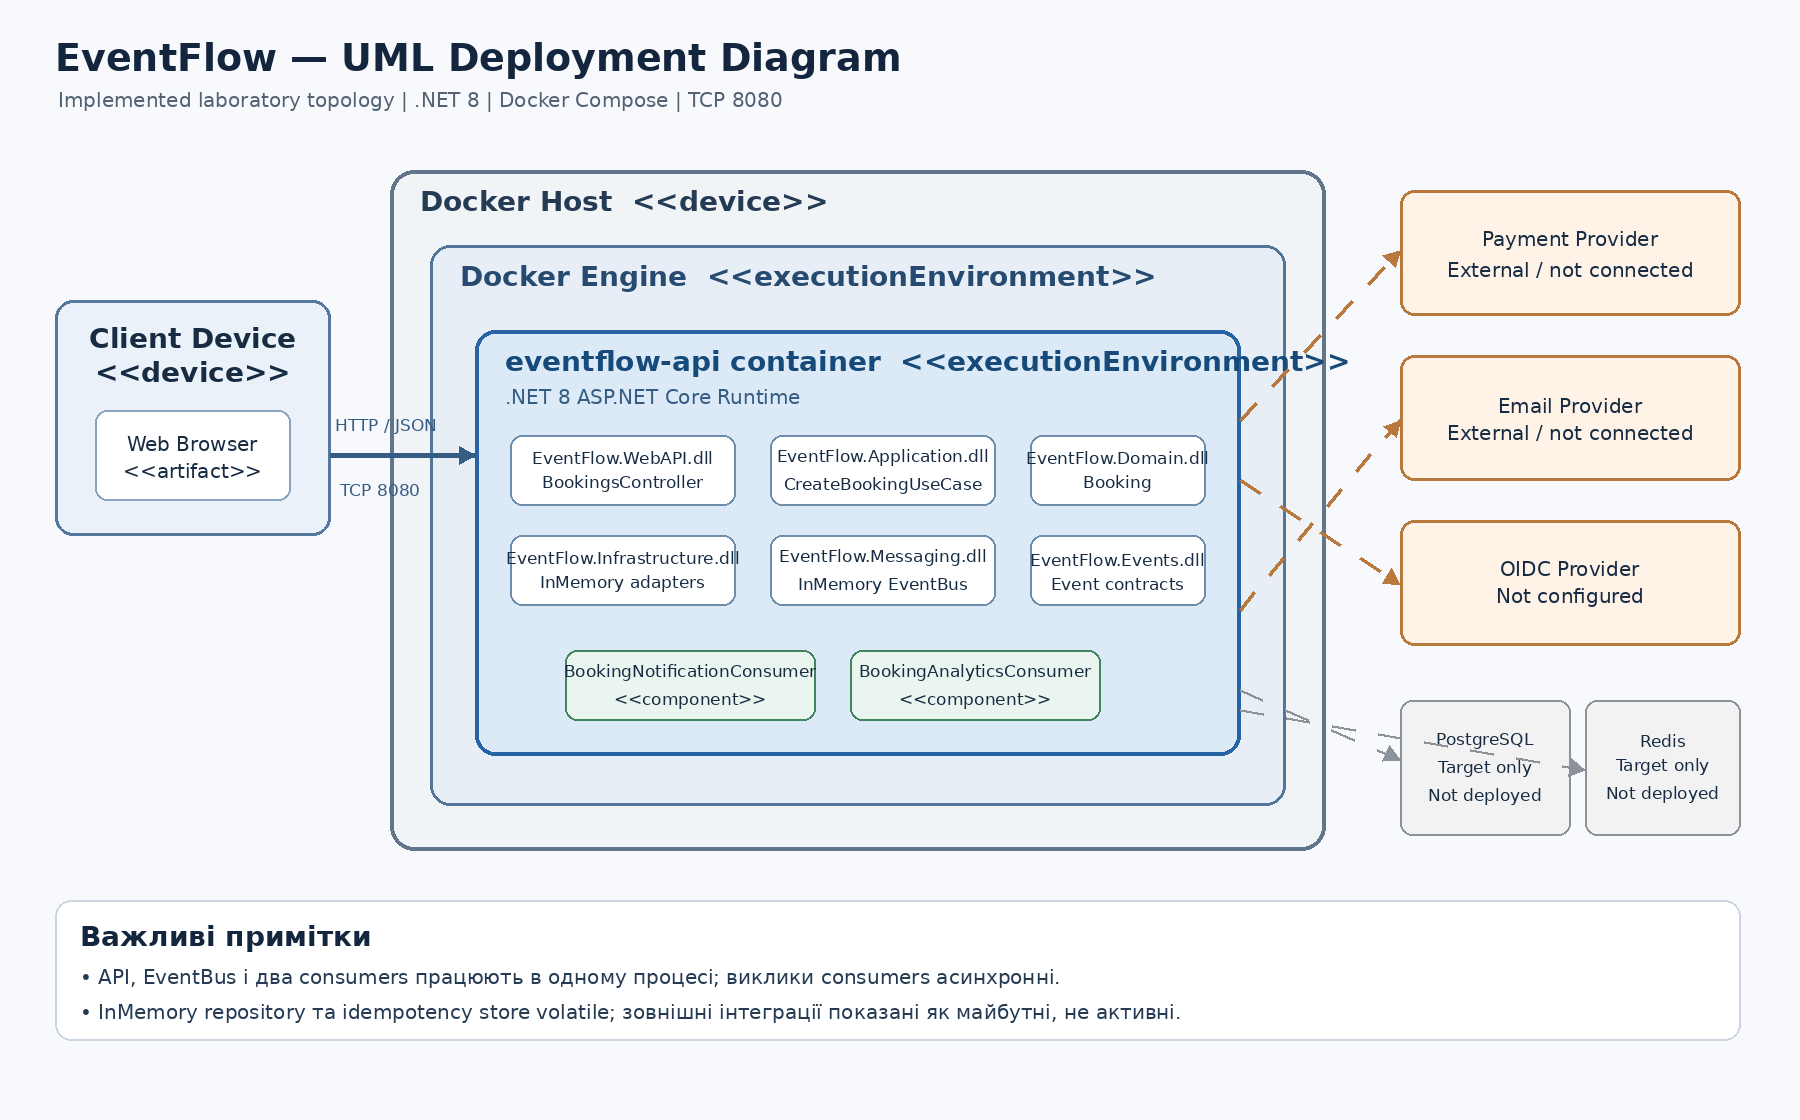 EventFlow — UML Deployment Diagram
Implemented laboratory topology | .NET 8 | Docker Compose | TCP 8080
Docker Host <<device>>
Docker Engine <<executionEnvironment>>
Client Device
<<device>>
Web Browser
<<artifact>>
HTTP / JSON
TCP 8080
eventflow-api container <<executionEnvironment>>
.NET 8 ASP.NET Core Runtime
EventFlow.WebAPI.dll
BookingsController
EventFlow.Application.dll
CreateBookingUseCase
EventFlow.Domain.dll
Booking
EventFlow.Infrastructure.dll
InMemory adapters
EventFlow.Messaging.dll
InMemory EventBus
EventFlow.Events.dll
Event contracts
BookingNotificationConsumer
<<component>>
BookingAnalyticsConsumer
<<component>>
Payment Provider
External / not connected
Email Provider
External / not connected
OIDC Provider
Not configured
PostgreSQL
Target only
Not deployed
Redis
Target only
Not deployed
Важливі примітки
• API, EventBus і два consumers працюють в одному процесі; виклики consumers асинхронні.
• InMemory repository та idempotency store volatile; зовнішні інтеграції показані як майбутні, не активні.